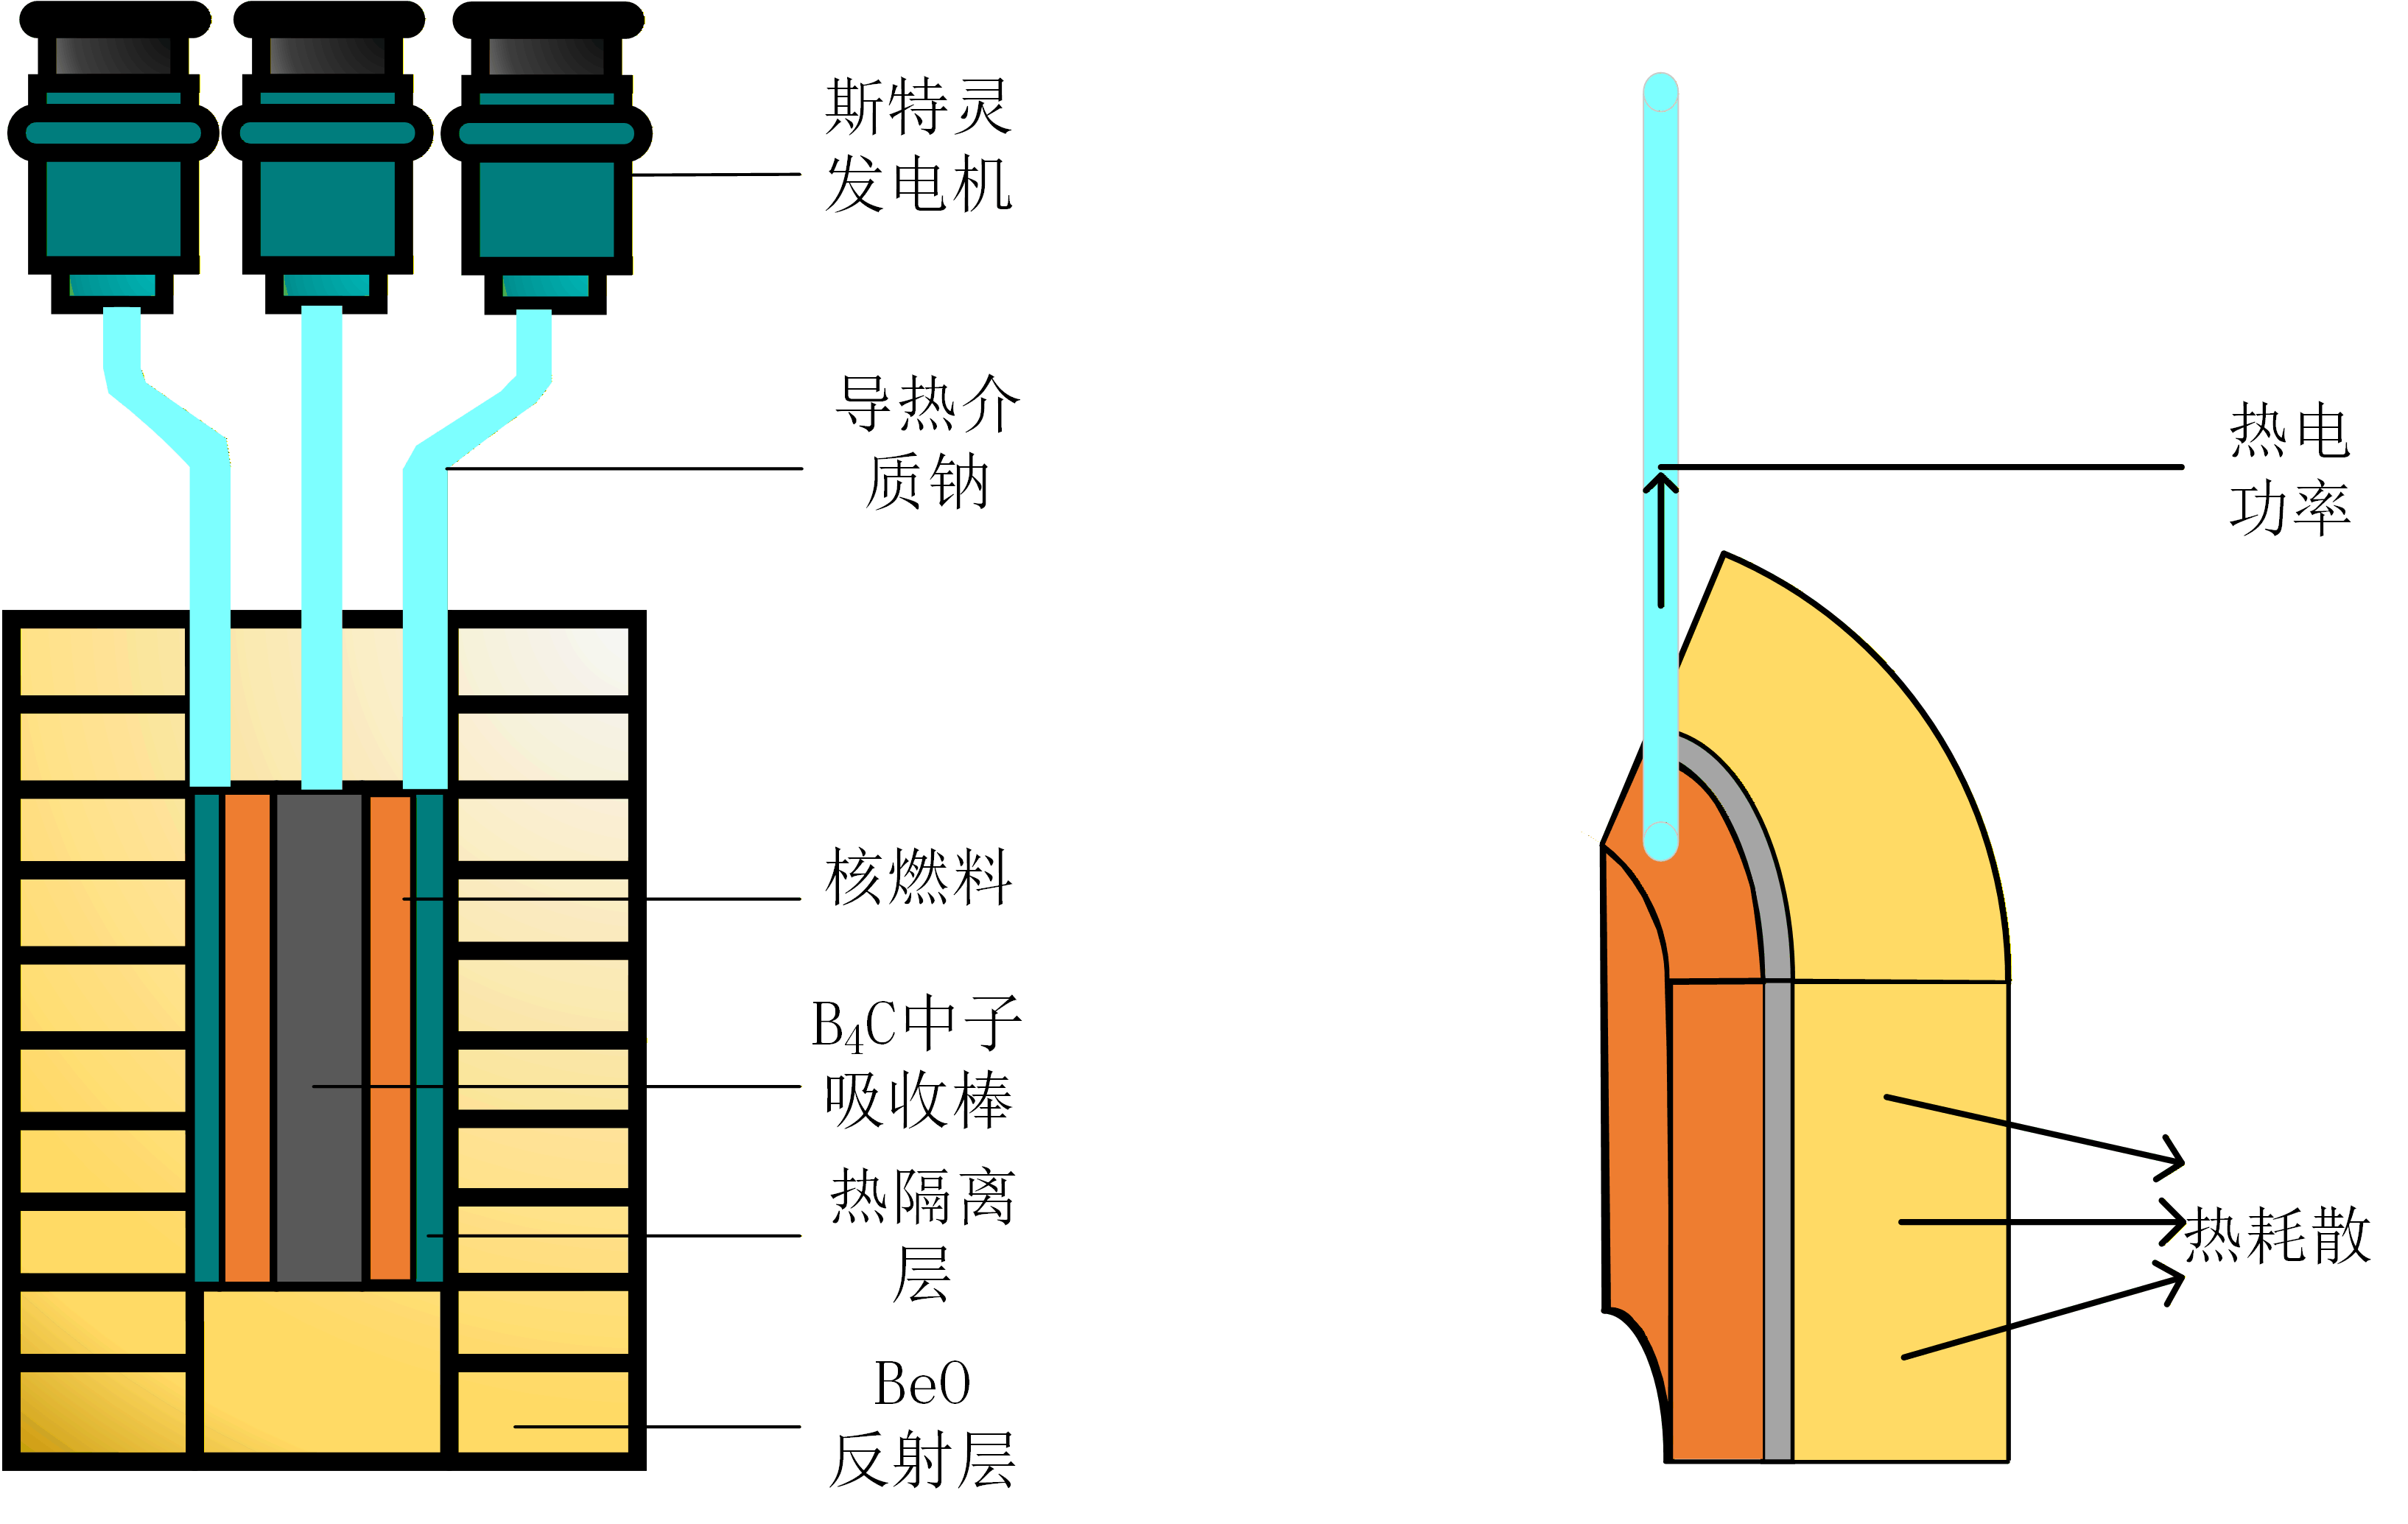 斯特灵
发电机
导热介
质钠
核燃料
B₄C中子
吸收棒
热隔离
层
BeO
反射层
热电
功率
热耗散